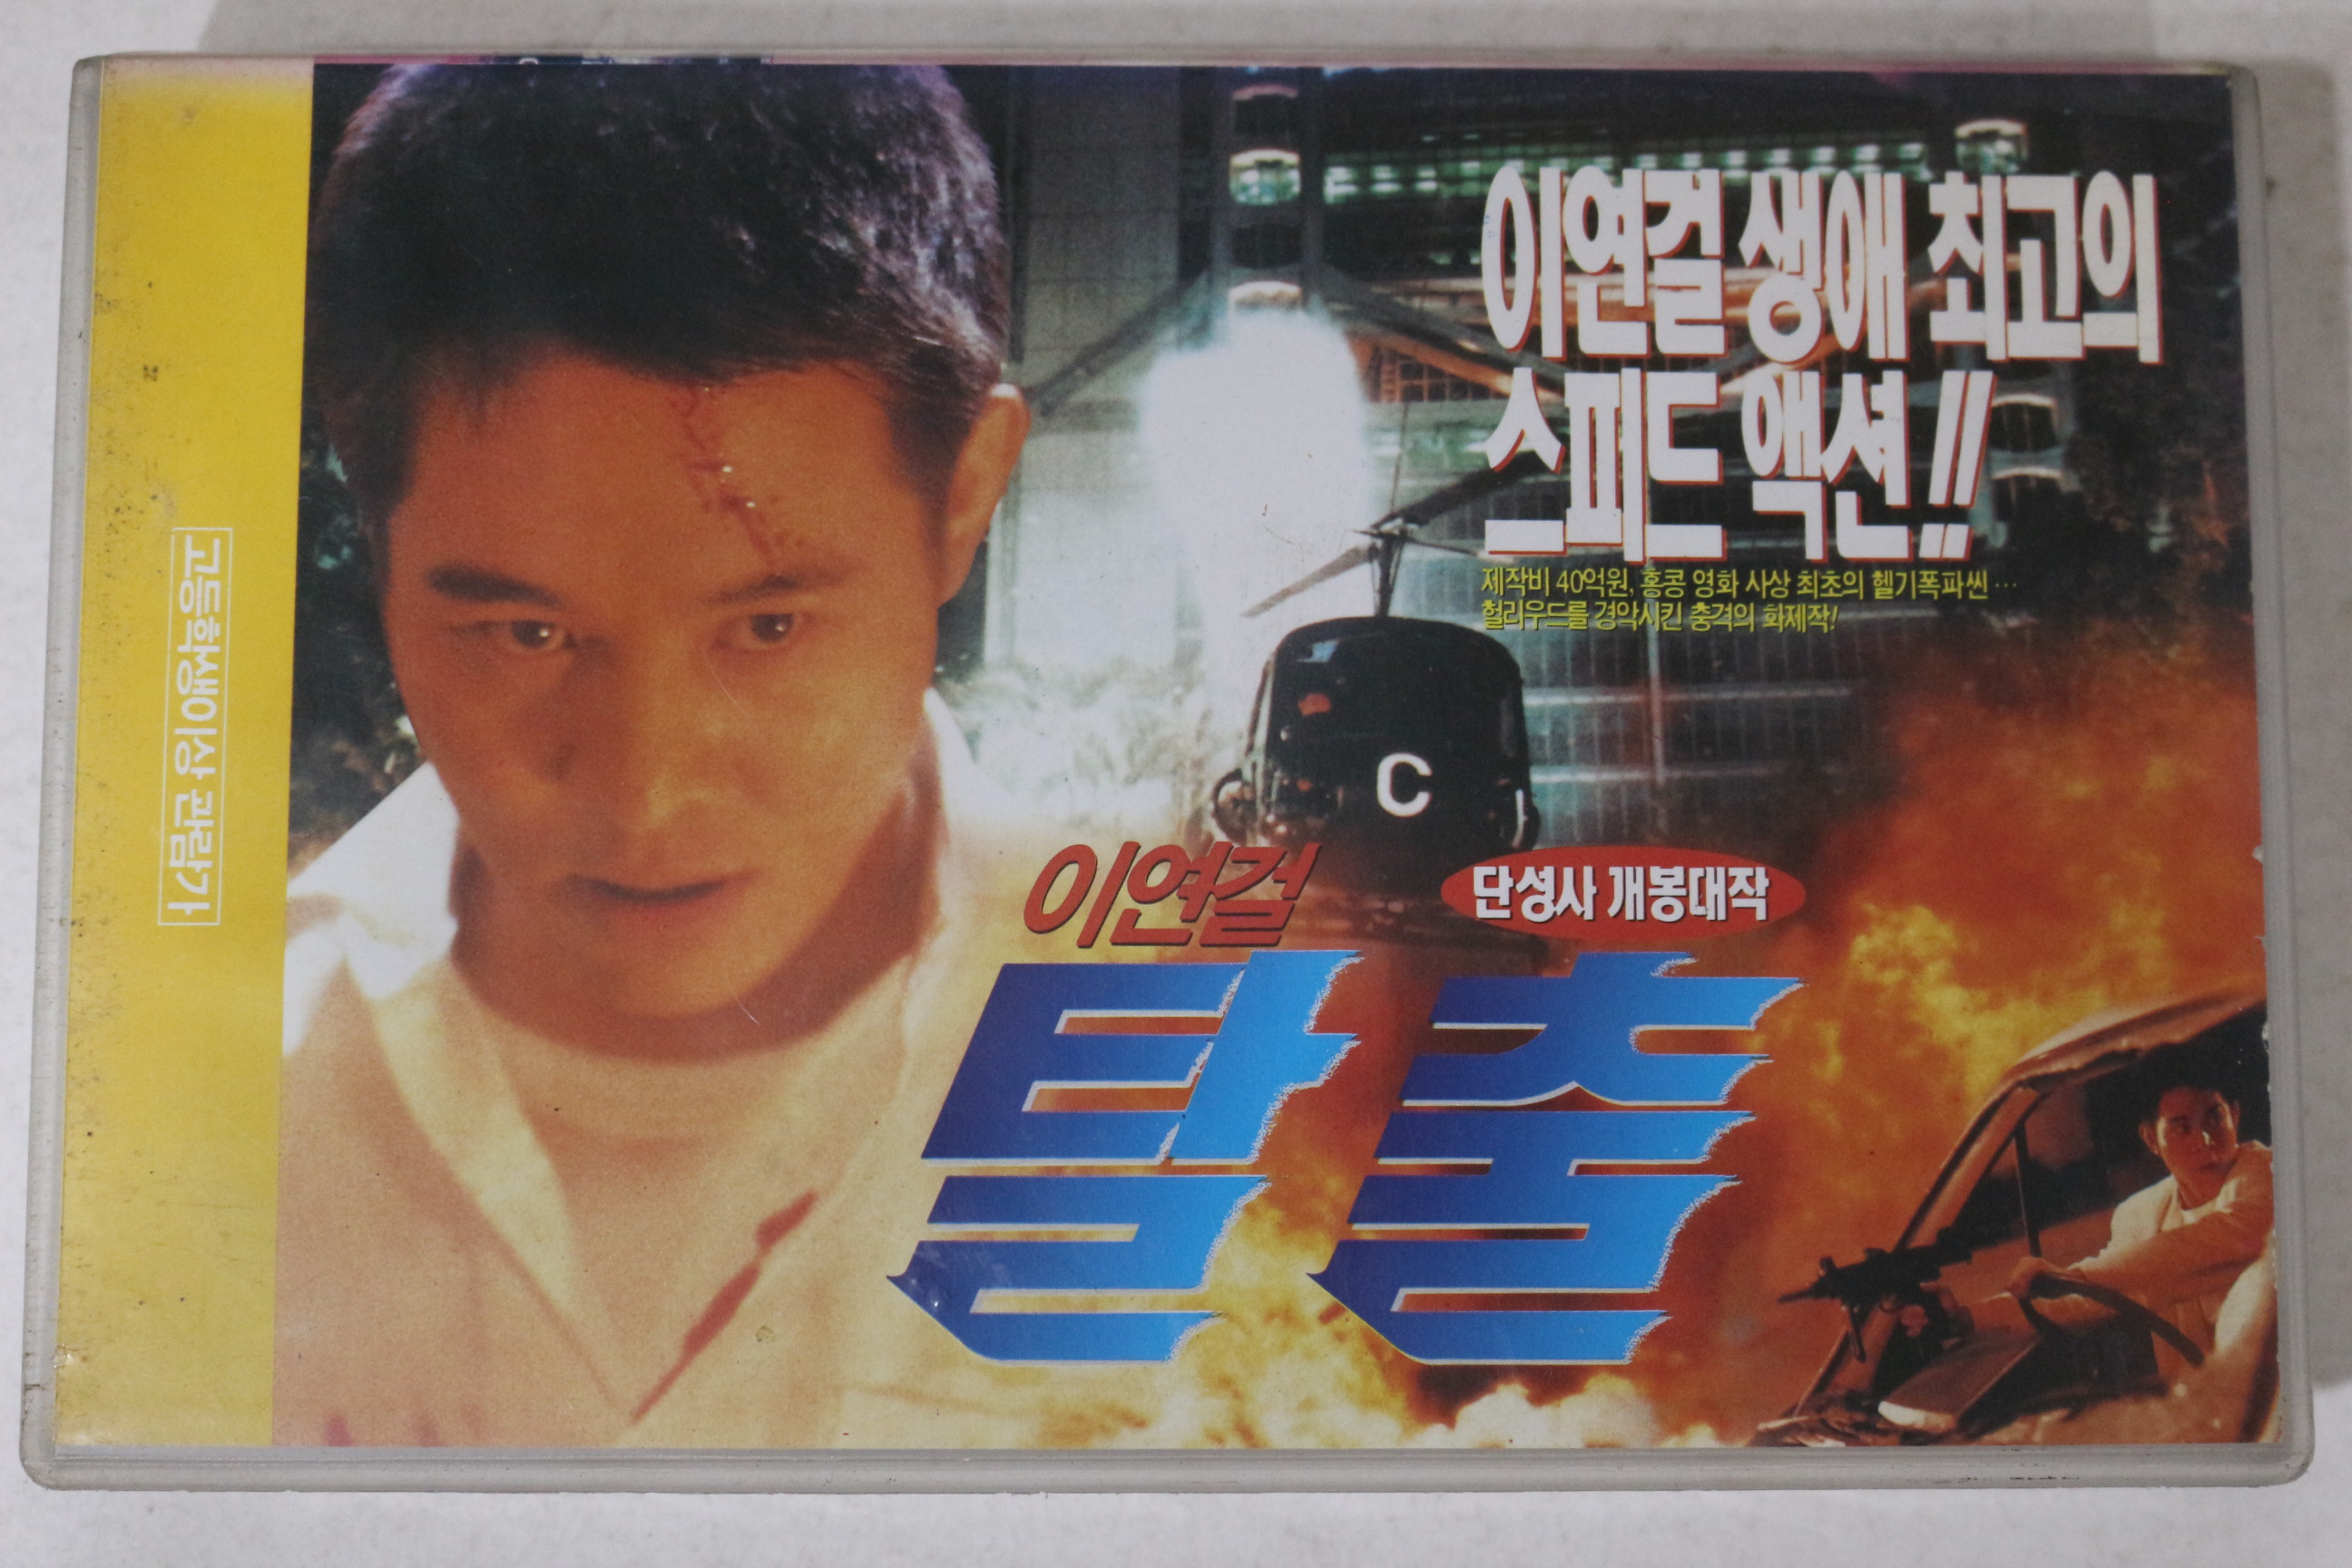 고등학생이상 관람가
이연걸 생애 최고의
스피드 액션!!
제작비 40억원, 홍콩 영화 사상 최초의 헬기폭파씬…
헐리우드를 경악시킨 충격의 화제작!
C
이연걸
단성사 개봉대작
탈출